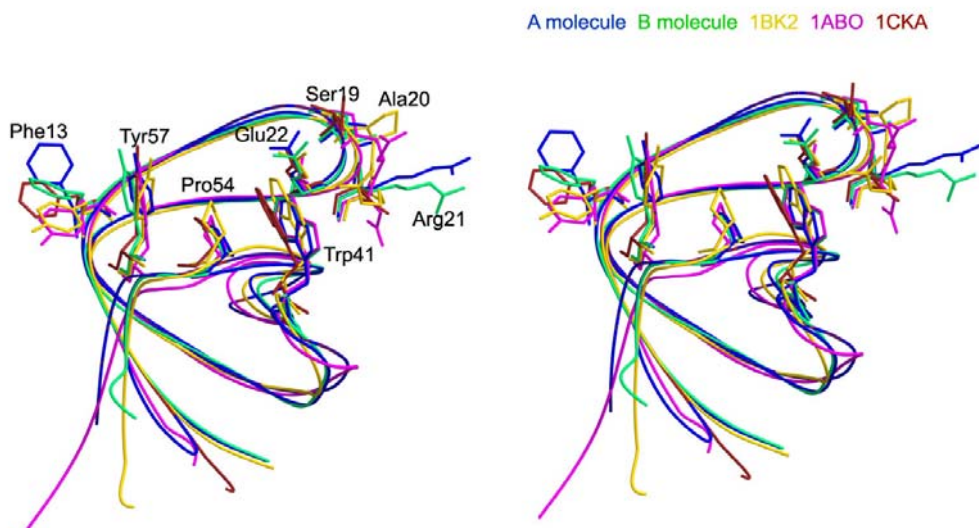 A molecule B molecule 1BK2 1ABO 1CKA
Ser19
Ala20
Phe13
Tyr57
Glu22
Pro54
Arg21
Trp41